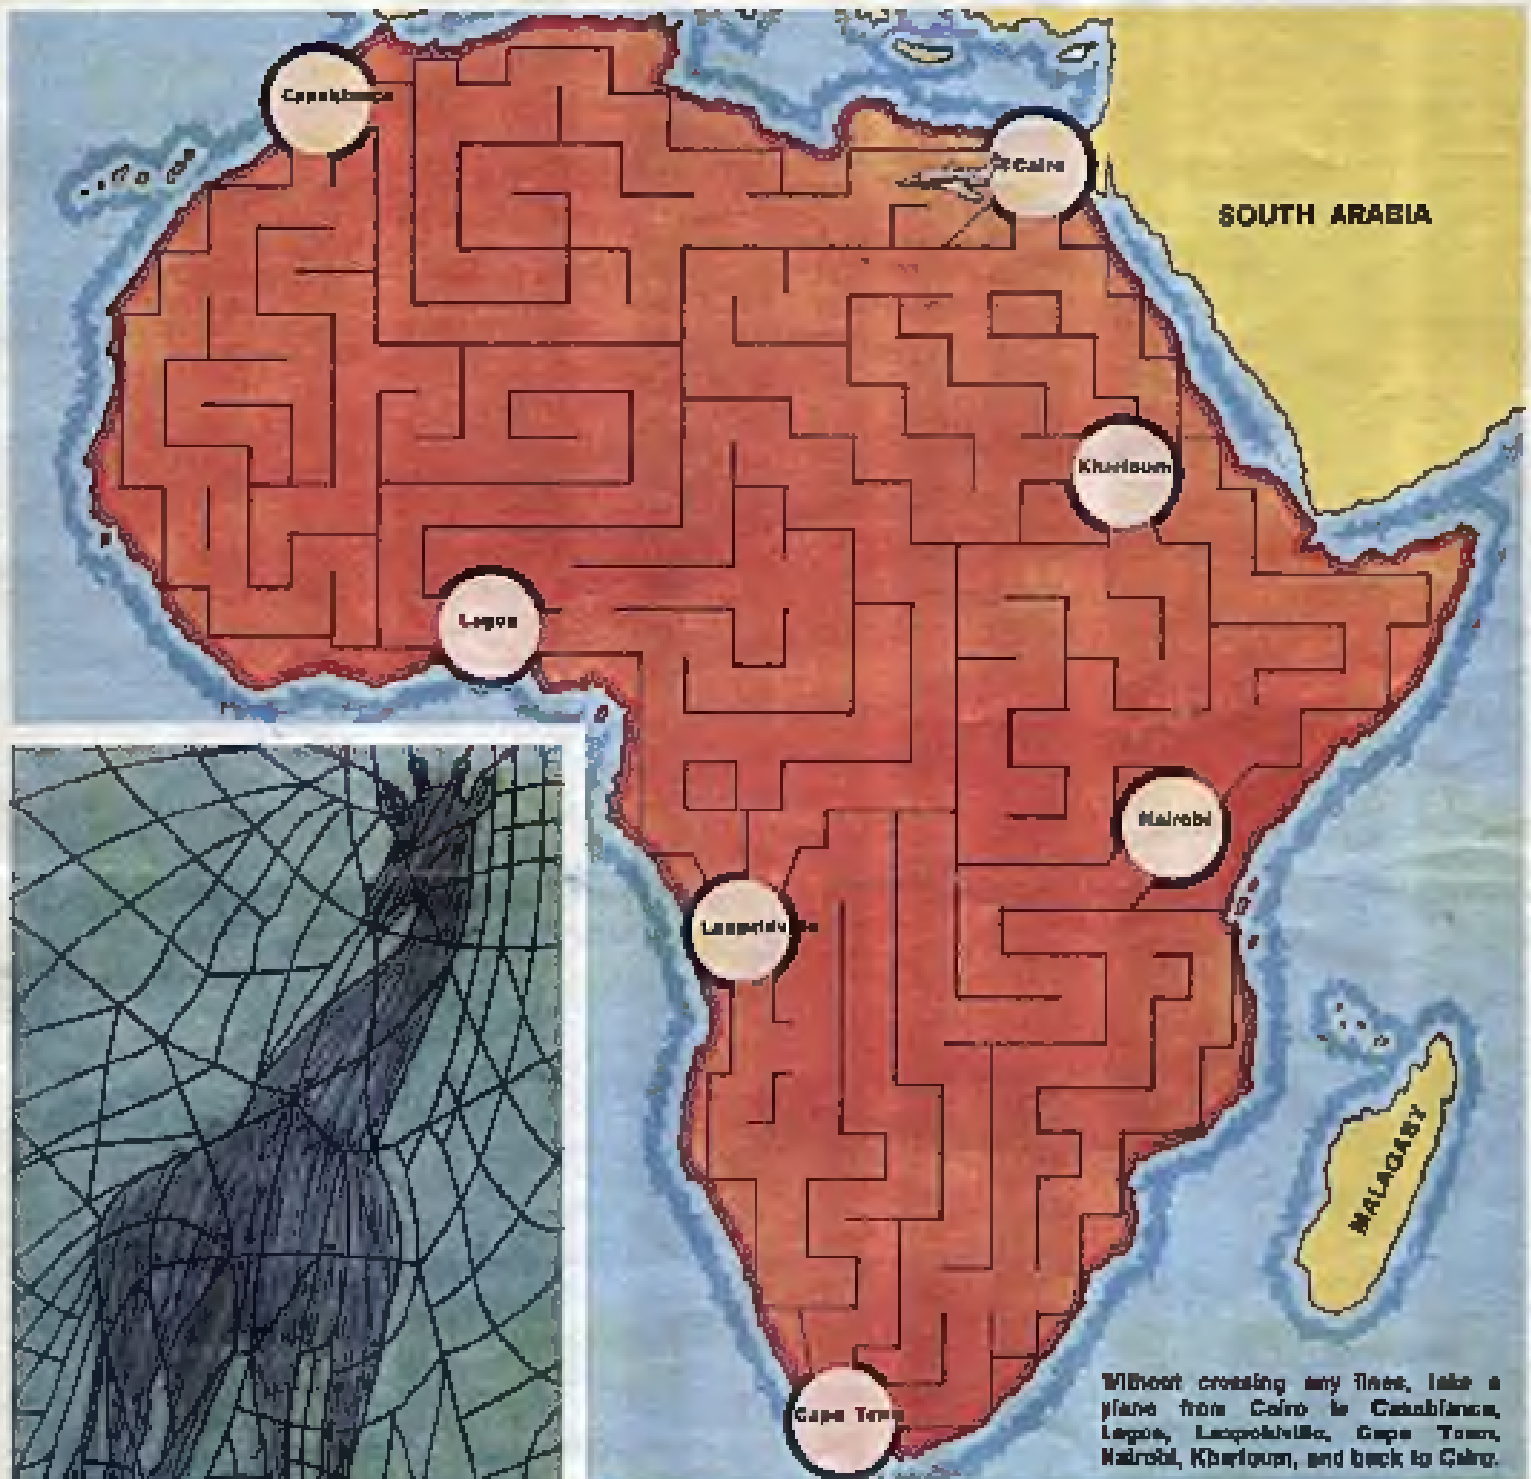 Casablanca
Cairo
SOUTH ARABIA
Khartoum
Lagos
Nairobi
Leopoldville
MALAGASY
Cape Town
Without crossing any lines, take a
plane from Cairo to Casablanca,
Lagos, Leopoldville, Cape Town,
Nairobi, Khartoum, and back to Cairo.